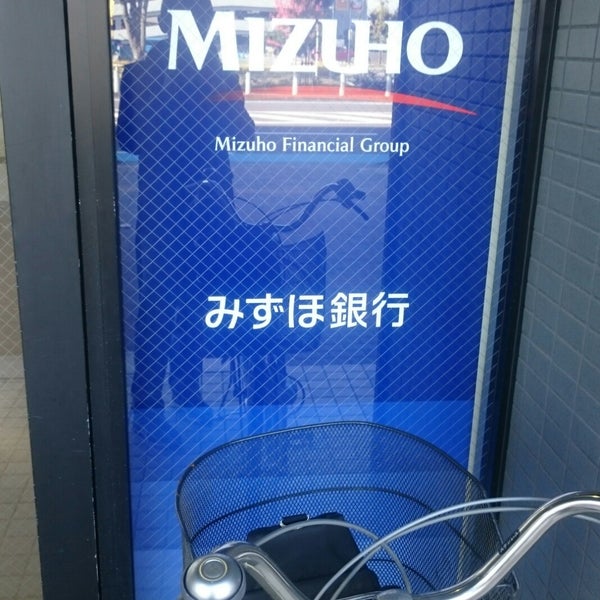 MIZUHO
Mizuho Financial Group
みずほ銀行